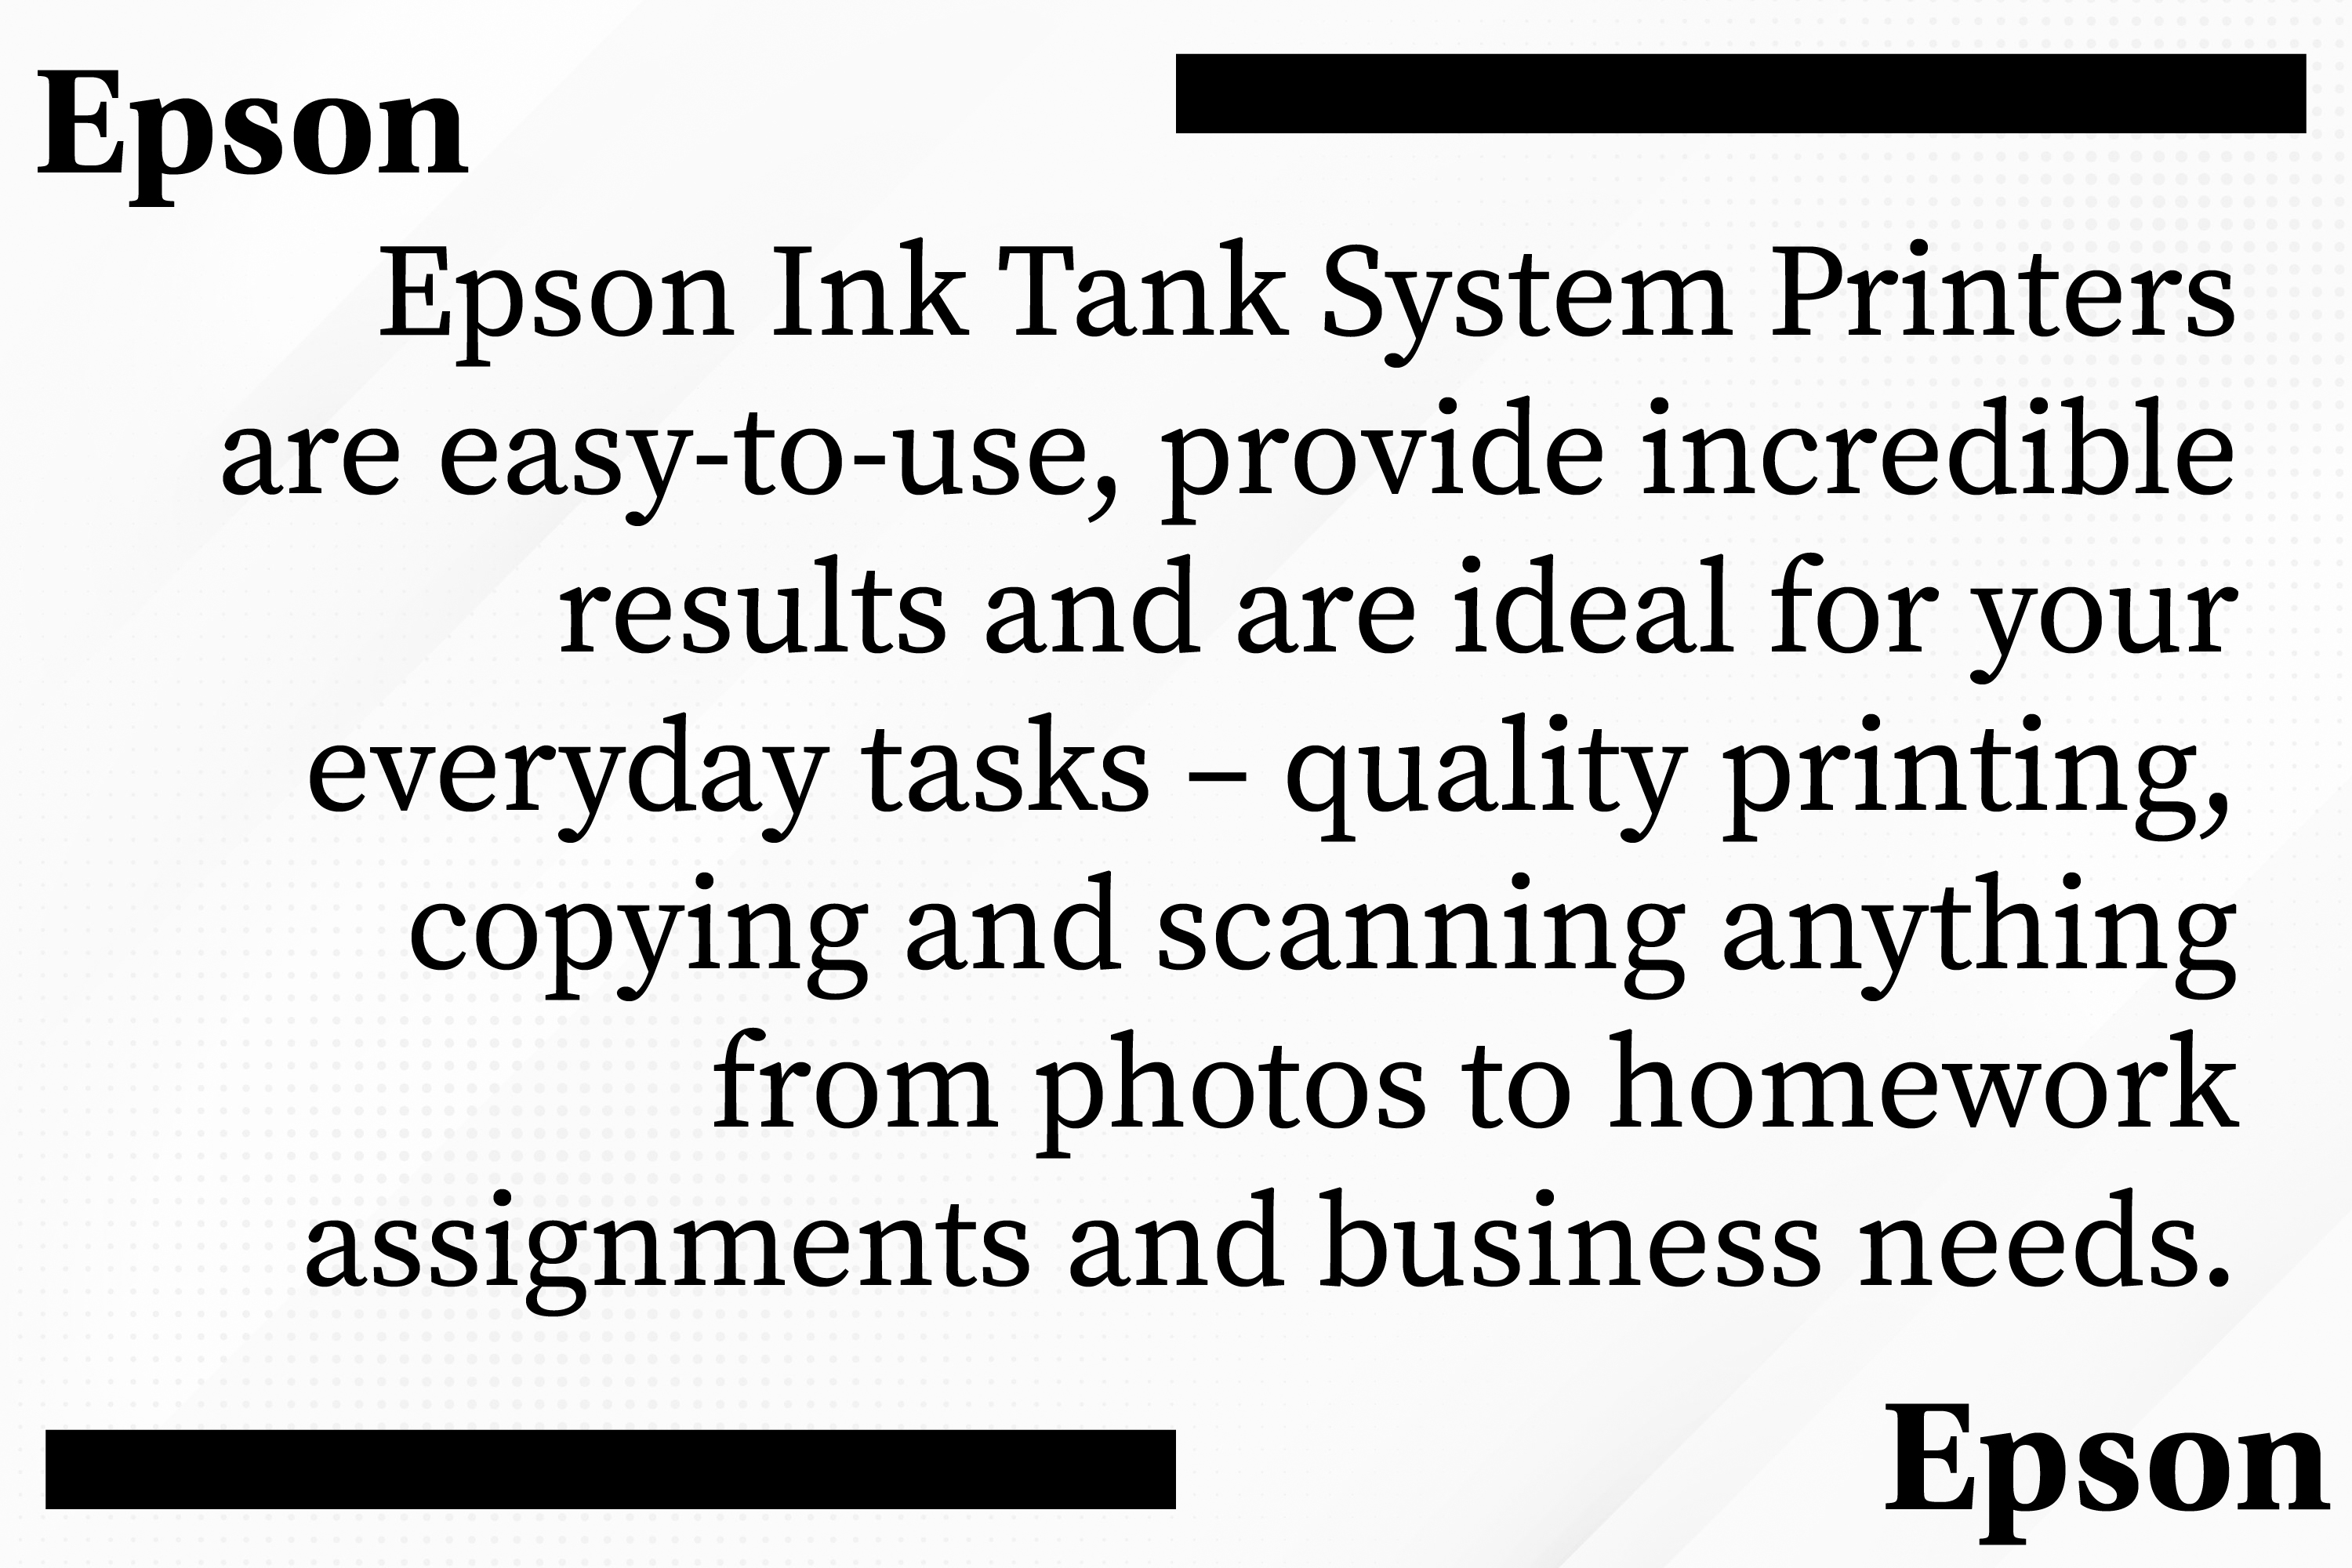 Epson
Epson Ink Tank System Printers
are easy-to-use, provide incredible
results and are ideal for your
everyday tasks – quality printing,
copying and scanning anything
from photos to homework
assignments and business needs.
Epson